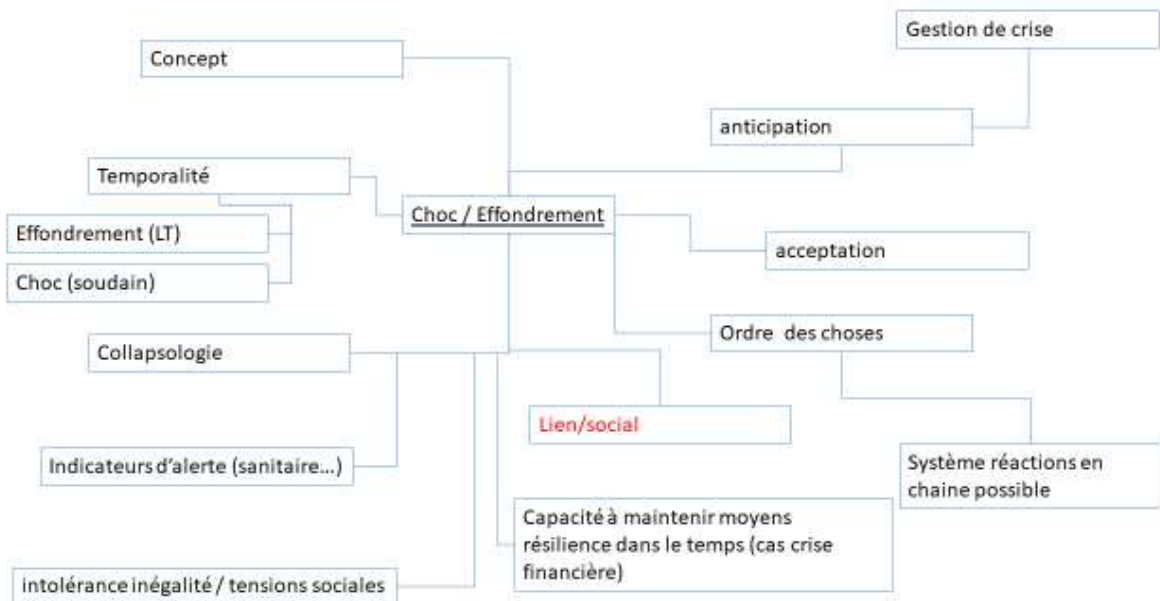 Gestion de crise
Concept
anticipation
Temporalité
Choc / Effondrement
Effondrement (LT)
acceptation
Choc (soudain)
Ordre des choses
Collapsologie
Lien/social
Indicateurs d'alerte (sanitaire...)
Système réactions en
chaine possible
Capacité à maintenir moyens
résilience dans le temps (cas crise
financière)
intolérance inégalité / tensions sociales